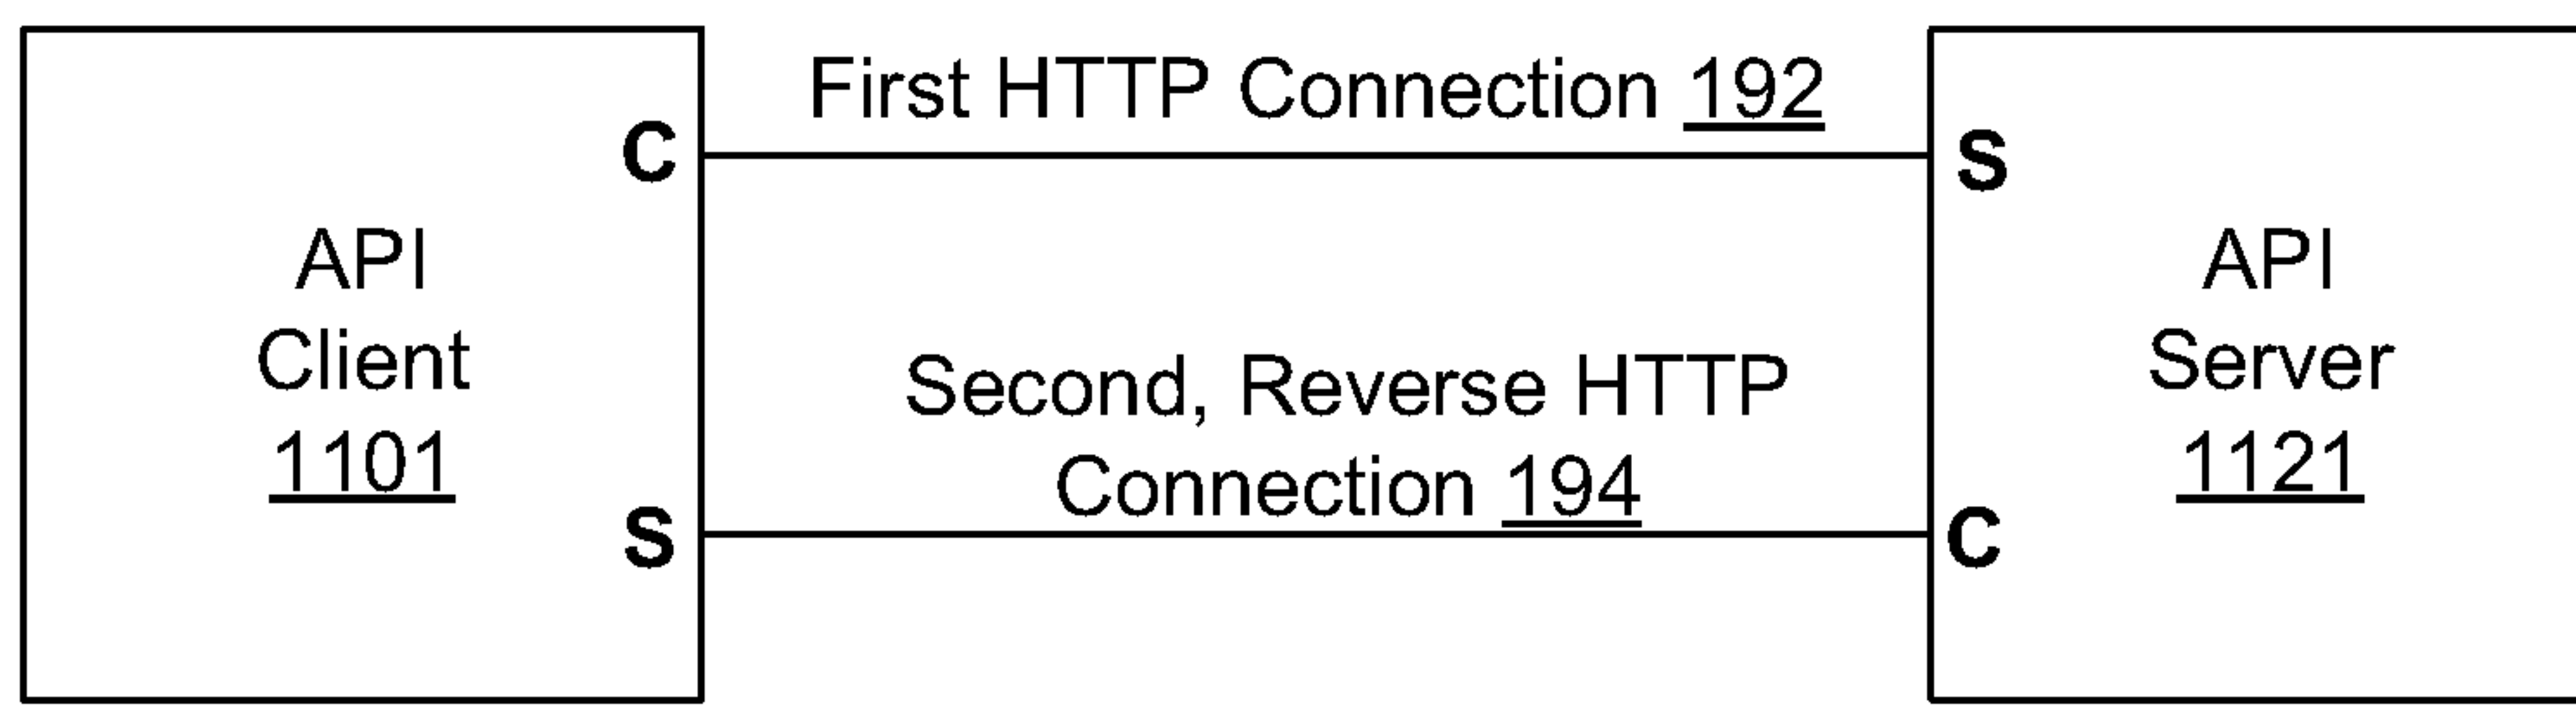 First HTTP Connection 192
C
S
API
Client
1101
API
Server
1121
Second, Reverse HTTP
Connection 194
S
C